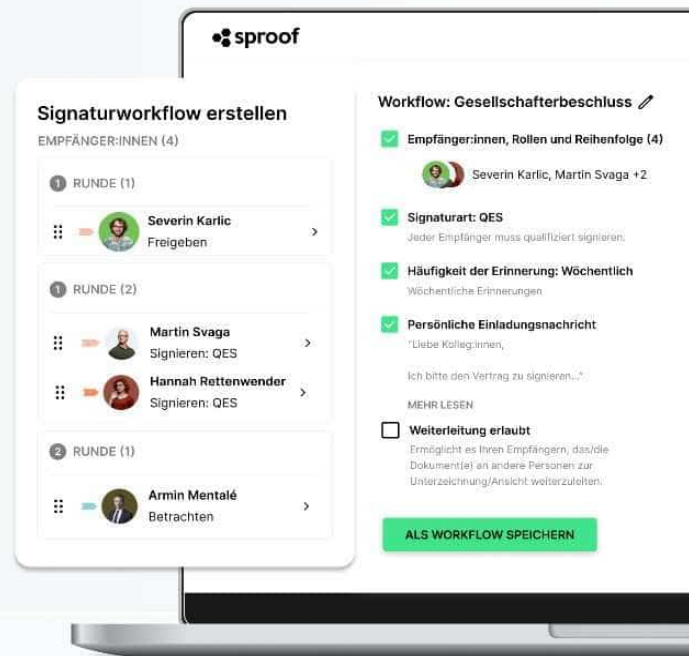 sproof
Signaturworkflow erstellen
EMPFÄNGER:INNEN (4)
1 RUNDE (1)
Severin Karlic
Freigeben
1 RUNDE (2)
Martin Svaga
Signieren: QES
Hannah Rettenwender
Signieren: QES
2 RUNDE (1)
Armin Mentalé
Betrachten
Workflow: Gesellschafterbeschluss
Empfänger:innen, Rollen und Reihenfolge (4)
Severin Karlic, Martin Svaga +2
Signaturart: QES
Jeder Empfänger muss qualifiziert signieren.
Häufigkeit der Erinnerung: Wöchentlich
Wöchentliche Erinnerungen
Persönliche Einladungsnachricht
"Liebe Kolleg:innen,
Ich bitte den Vertrag zu signieren..."
MEHR LESEN
Weiterleitung erlaubt
Ermöglicht es Ihren Empfängern, das/die
Dokument(e) an andere Personen zur
Unterzeichnung/Ansicht weiterzuleiten.
ALS WORKFLOW SPEICHERN